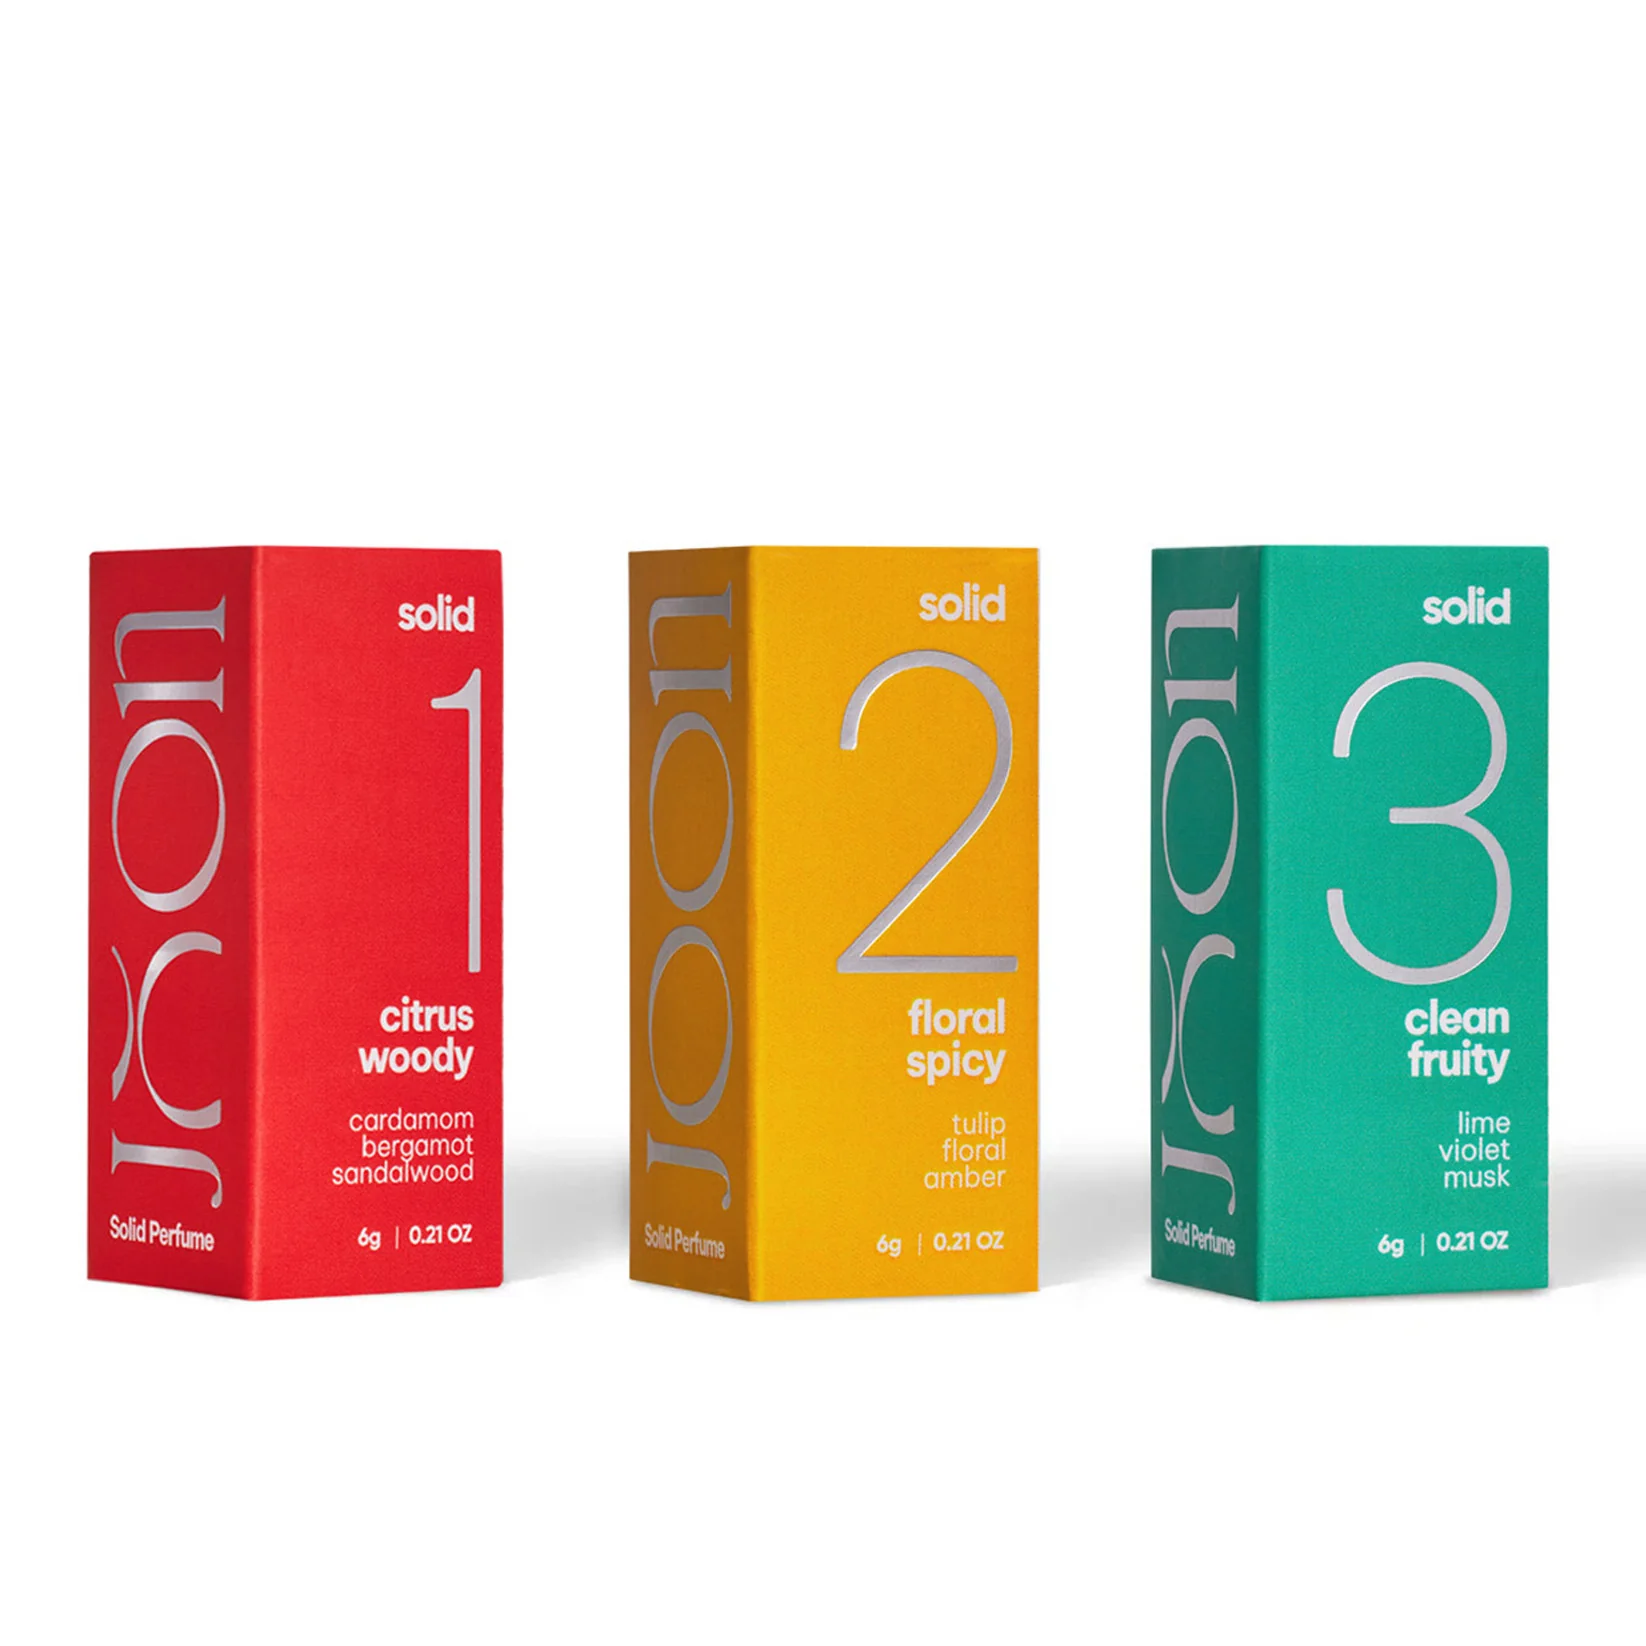 Joon
Solid Perfume
solid
1
citrus
woody
cardamom
bergamot
sandalwood
6g | 0.21 OZ
Joon
Solid Perfume
solid
2
floral
spicy
tulip
floral
amber
6g | 0.21 OZ
Joon
Solid Perfume
solid
3
clean
fruity
lime
violet
musk
6g | 0.21 OZ